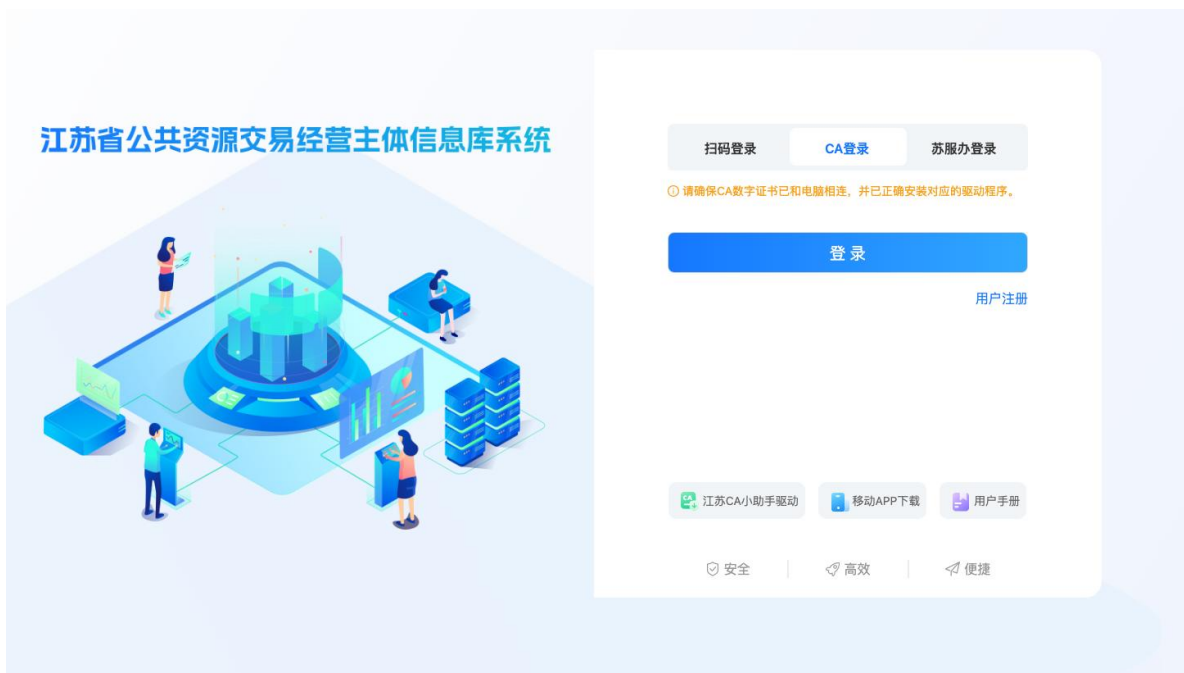 江苏省公共资源交易经营主体信息库系统
扫码登录 CA登录 苏服办登录
请确保CA数字证书已和电脑相连，并已正确安装对应的驱动程序。
登录
用户注册
江苏CA小助手驱动 移动APP下载 用户手册
安全 高效 便捷